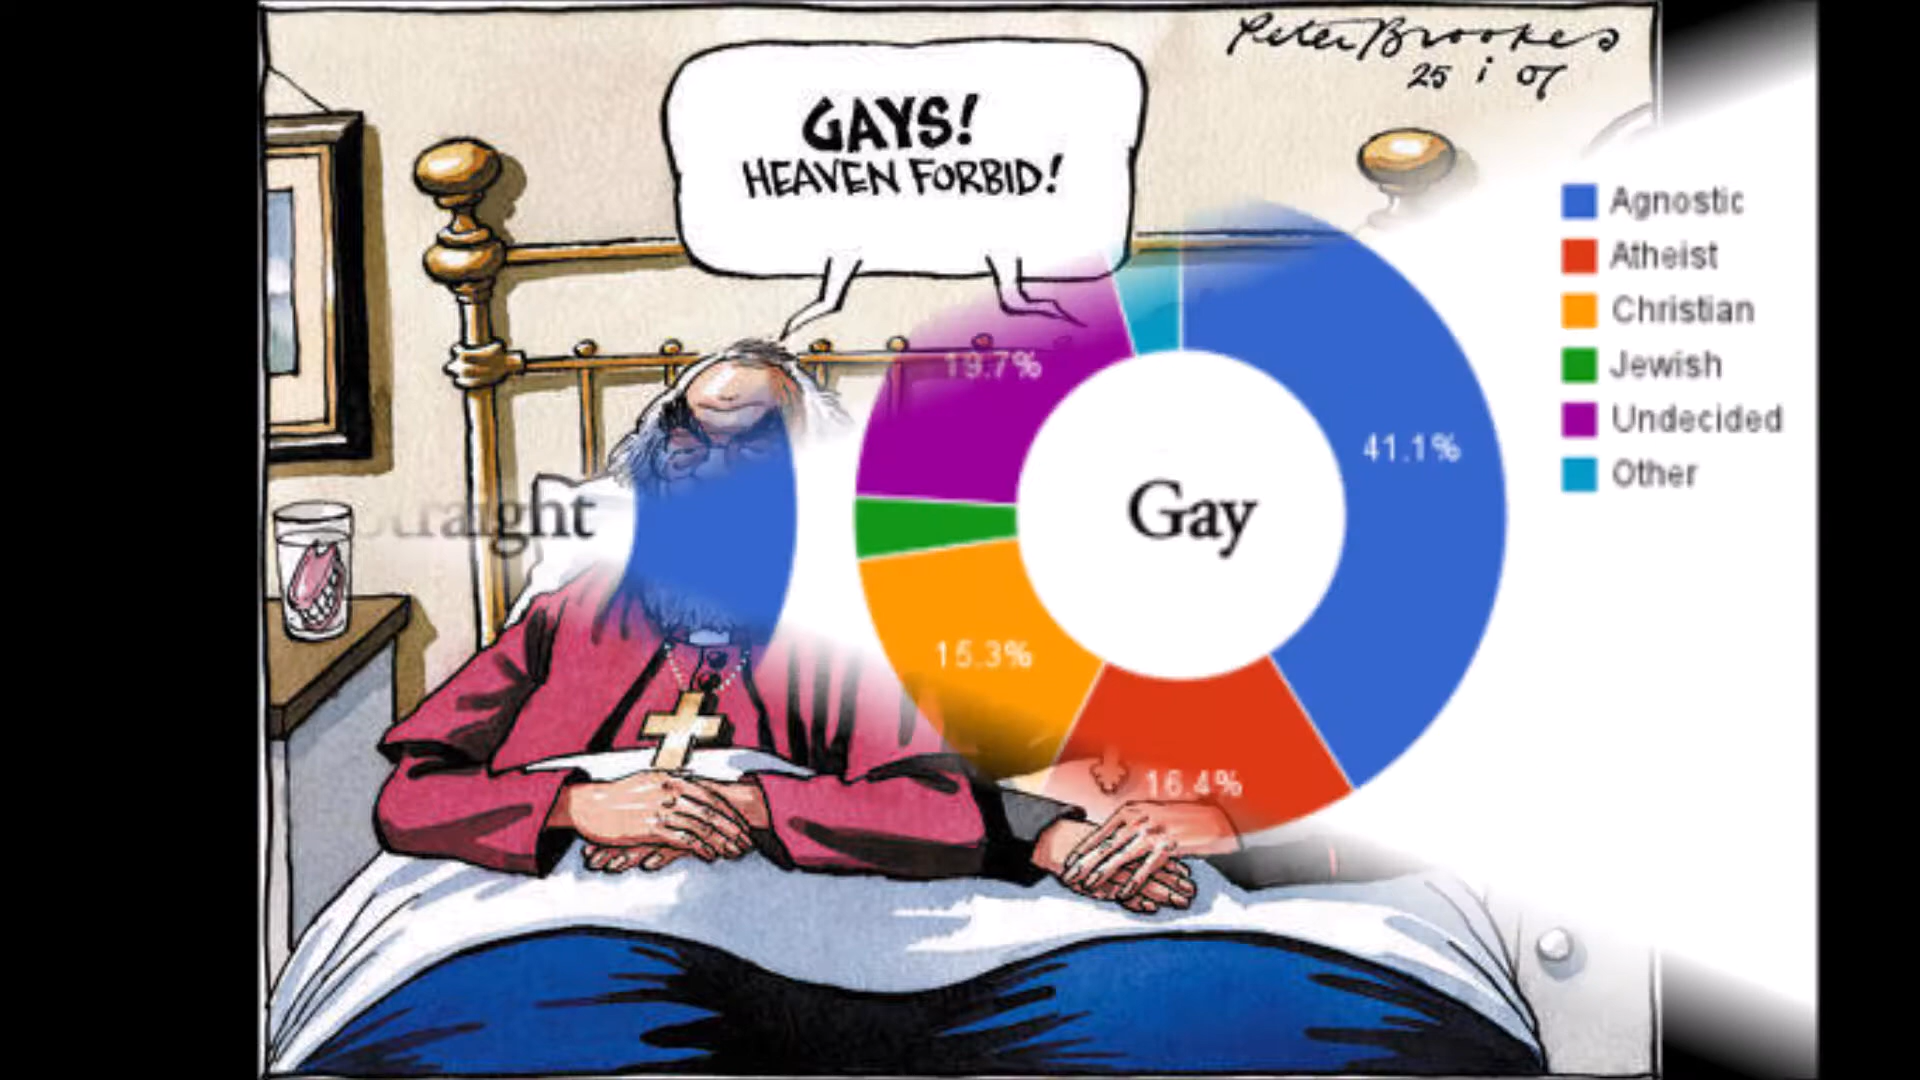 Peter Brookes
25 i 07
GAYS!
HEAVEN FORBID!
Agnostic
Atheist
Christian
Jewish
Undecided
Other
19.7%
41.1%
Straight
Gay
15.3%
16.4%